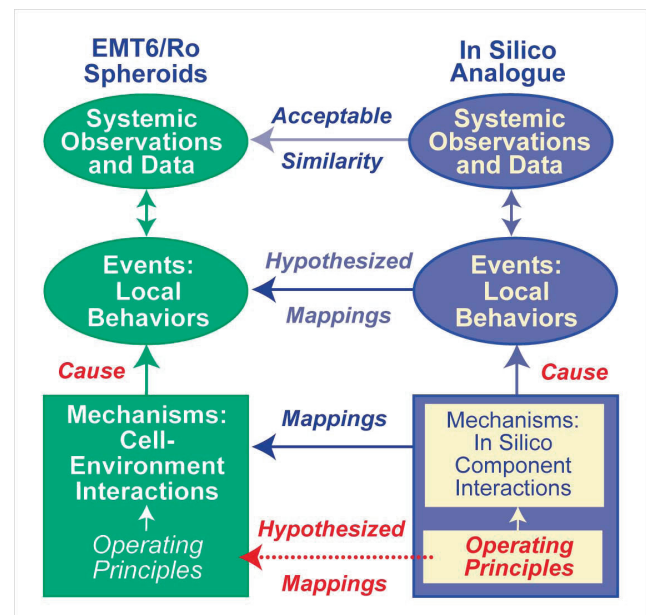 EMT6/Ro
Spheroids
In Silico
Analogue
Systemic
Observations
and Data
Acceptable
Similarity
Systemic
Observations
and Data
Events:
Local
Behaviors
Hypothesized
Mappings
Events:
Local
Behaviors
Cause
Cause
Mechanisms:
Cell-
Environment
Interactions
Operating
Principles
Mappings
Mechanisms:
In Silico
Component
Interactions
Hypothesized
Mappings
Operating
Principles